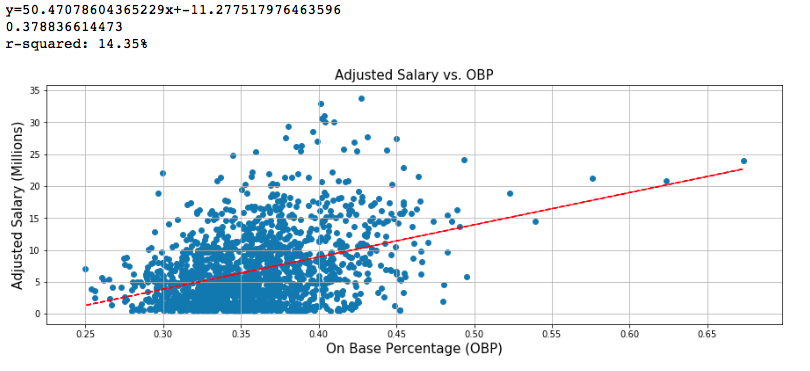 y=50.47078604365229x+-11.277517976463596
0.378836614473
r-squared: 14.35%
Adjusted Salary vs. OBP
Adjusted Salary (Millions)
35
30
25
20
15
10
5
0
0.25 0.30 0.35 0.40 0.45 0.50 0.55 0.60 0.65
On Base Percentage (OBP)